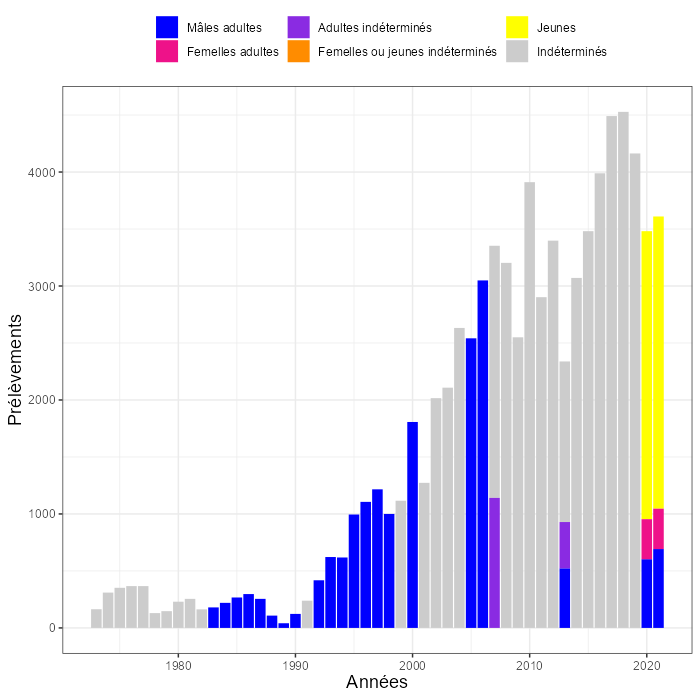 Mâles adultes
Adultes indéterminés
Jeunes
Femelles adultes
Femelles ou jeunes indéterminés
Indéterminés
Prélèvements
4000
3000
2000
1000
0
1980
1990
2000
2010
2020
Années